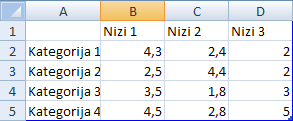 A B C D
1 Nizi 1 Nizi 2 Nizi 3
2 Kategorija 1 4,3 2,4 2
3 Kategorija 2 2,5 4,4 2
4 Kategorija 3 3,5 1,8 3
5 Kategorija 4 4,5 2,8 5